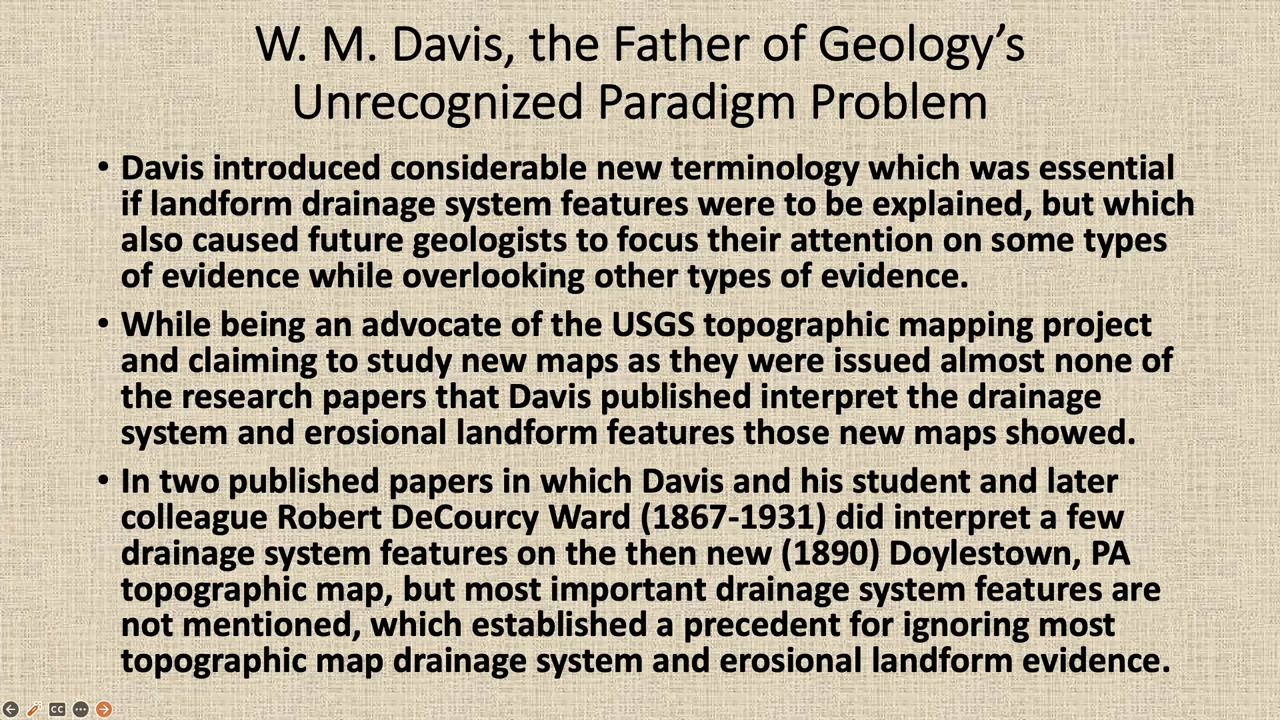 W. M. Davis, the Father of Geology’s
Unrecognized Paradigm Problem
• Davis introduced considerable new terminology which was essential
if landform drainage system features were to be explained, but which
also caused future geologists to focus their attention on some types
of evidence while overlooking other types of evidence.
• While being an advocate of the USGS topographic mapping project
and claiming to study new maps as they were issued almost none of
the research papers that Davis published interpret the drainage
system and erosional landform features those new maps showed.
• In two published papers in which Davis and his student and later
colleague Robert DeCourcy Ward (1867-1931) did interpret a few
drainage system features on the then new (1890) Doylestown, PA
topographic map, but most important drainage system features are
not mentioned, which established a precedent for ignoring most
topographic map drainage system and erosional landform evidence.
CC